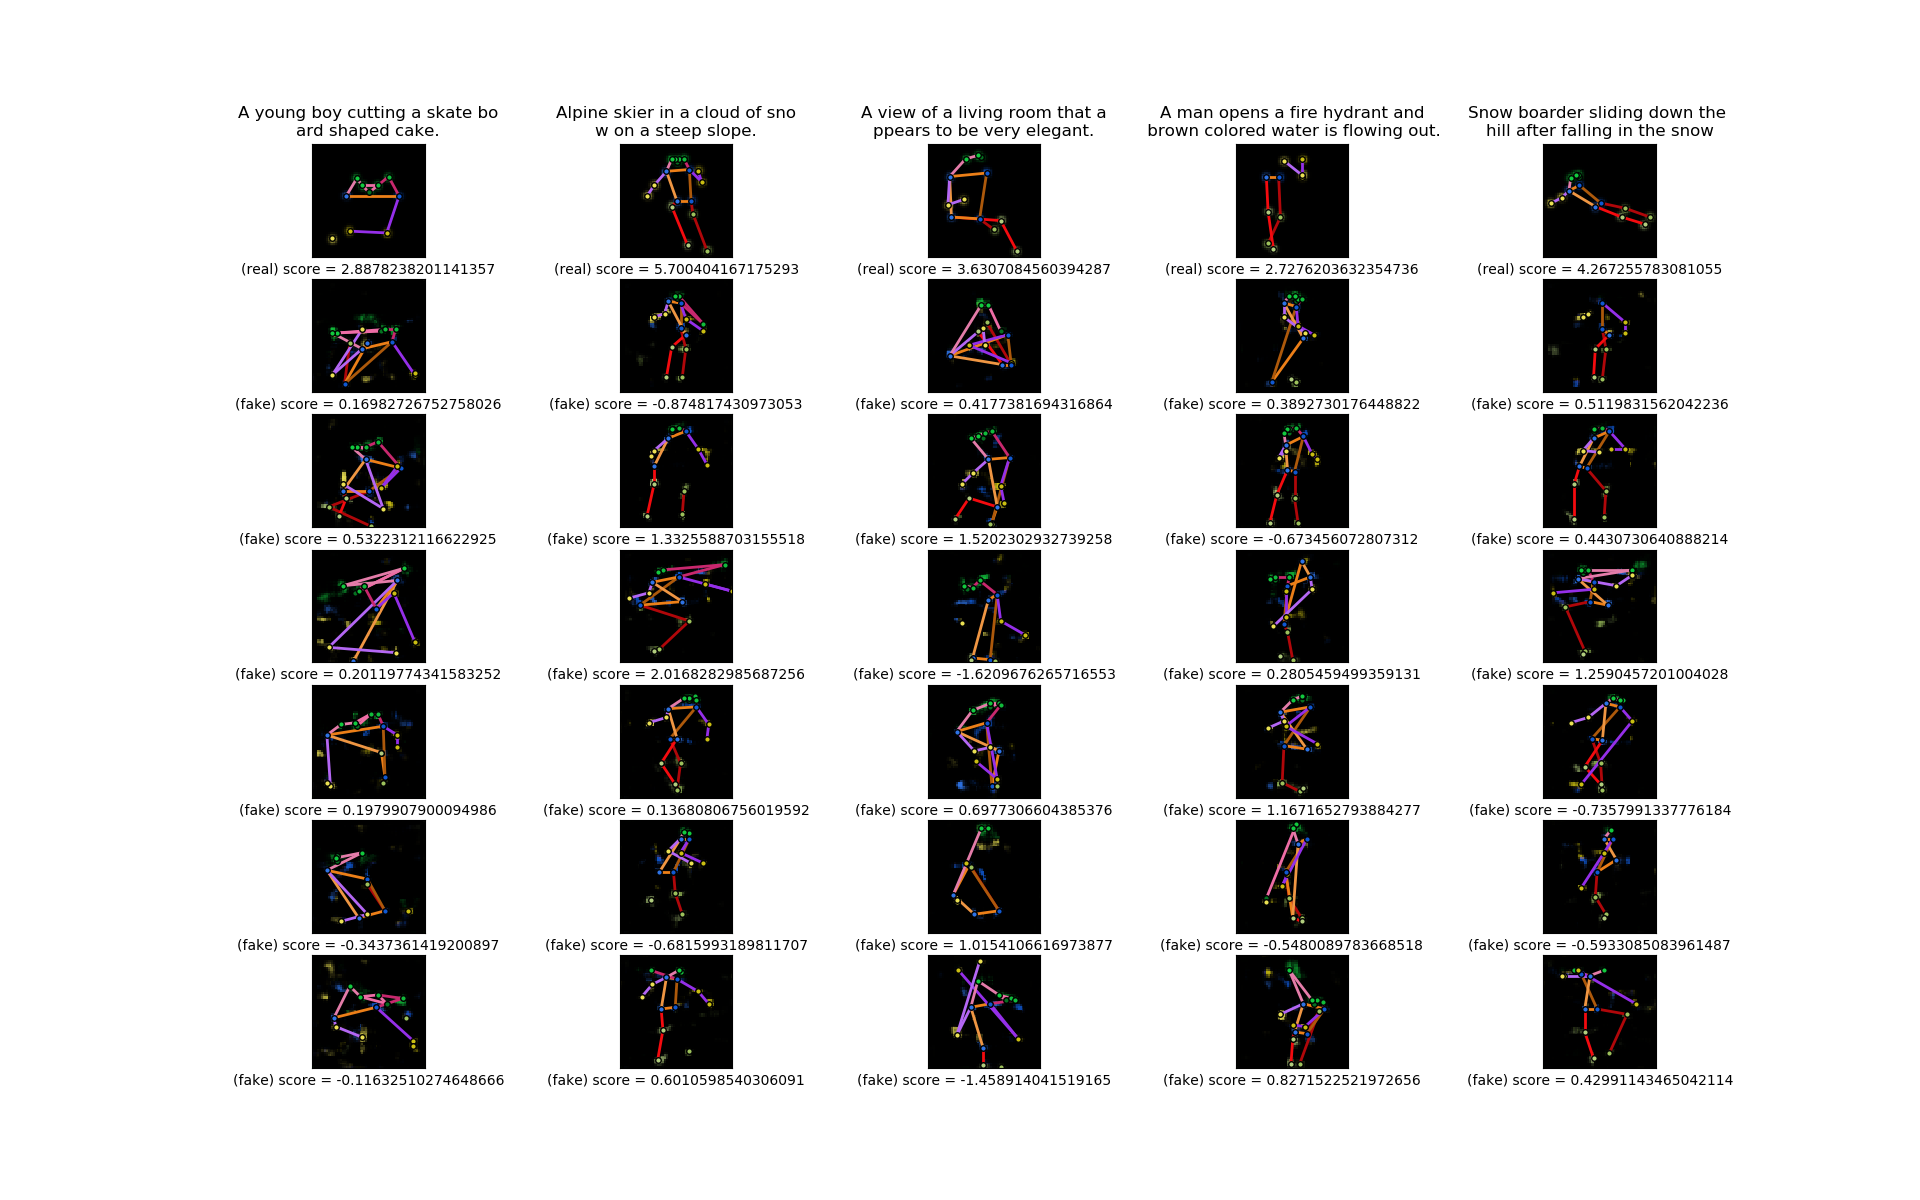 A young boy cutting a skate bo
ard shaped cake.
Alpine skier in a cloud of sno
w on a steep slope.
A view of a living room that a
ppears to be very elegant.
A man opens a fire hydrant and
brown colored water is flowing out.
Snow boarder sliding down the
hill after falling in the snow
(real) score = 2.8878238201141357
(real) score = 5.700404167175293
(real) score = 3.6307084560394287
(real) score = 2.7276203632354736
(real) score = 4.267255783081055
(fake) score = 0.16982726752758026
(fake) score = -0.874817430973053
(fake) score = 0.4177381694316864
(fake) score = 0.3892730176448822
(fake) score = 0.5119831562042236
(fake) score = 0.5322312116622925
(fake) score = 1.3325588703155518
(fake) score = 1.5202302932739258
(fake) score = -0.673456072807312
(fake) score = 0.4430730640888214
(fake) score = 0.20119774341583252
(fake) score = 2.0168282985687256
(fake) score = -1.6209676265716553
(fake) score = 0.2805459499359131
(fake) score = 1.2590457201004028
(fake) score = 0.1979907900094986
(fake) score = 0.13680806756019592
(fake) score = 0.6977306604385376
(fake) score = 1.1671652793884277
(fake) score = -0.7357991337776184
(fake) score = -0.3437361419200897
(fake) score = -0.6815993189811707
(fake) score = 1.0154106616973877
(fake) score = -0.5480089783668518
(fake) score = -0.5933085083961487
(fake) score = -0.11632510274648666
(fake) score = 0.6010598540306091
(fake) score = -1.458914041519165
(fake) score = 0.8271522521972656
(fake) score = 0.42991143465042114